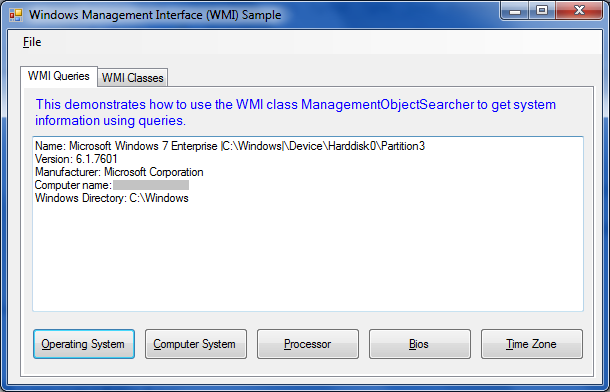 Windows Management Interface (WMI) Sample
File
WMI Queries WMI Classes
This demonstrates how to use the WMI class ManagementObjectSearcher to get system
information using queries.
Name: Microsoft Windows 7 Enterprise |C:\Windows|\Device\Harddisk0\Partition3
Version: 6.1.7601
Manufacturer: Microsoft Corporation
Computer name:
Windows Directory: C:\Windows
Operating System Computer System Processor Bios Time Zone